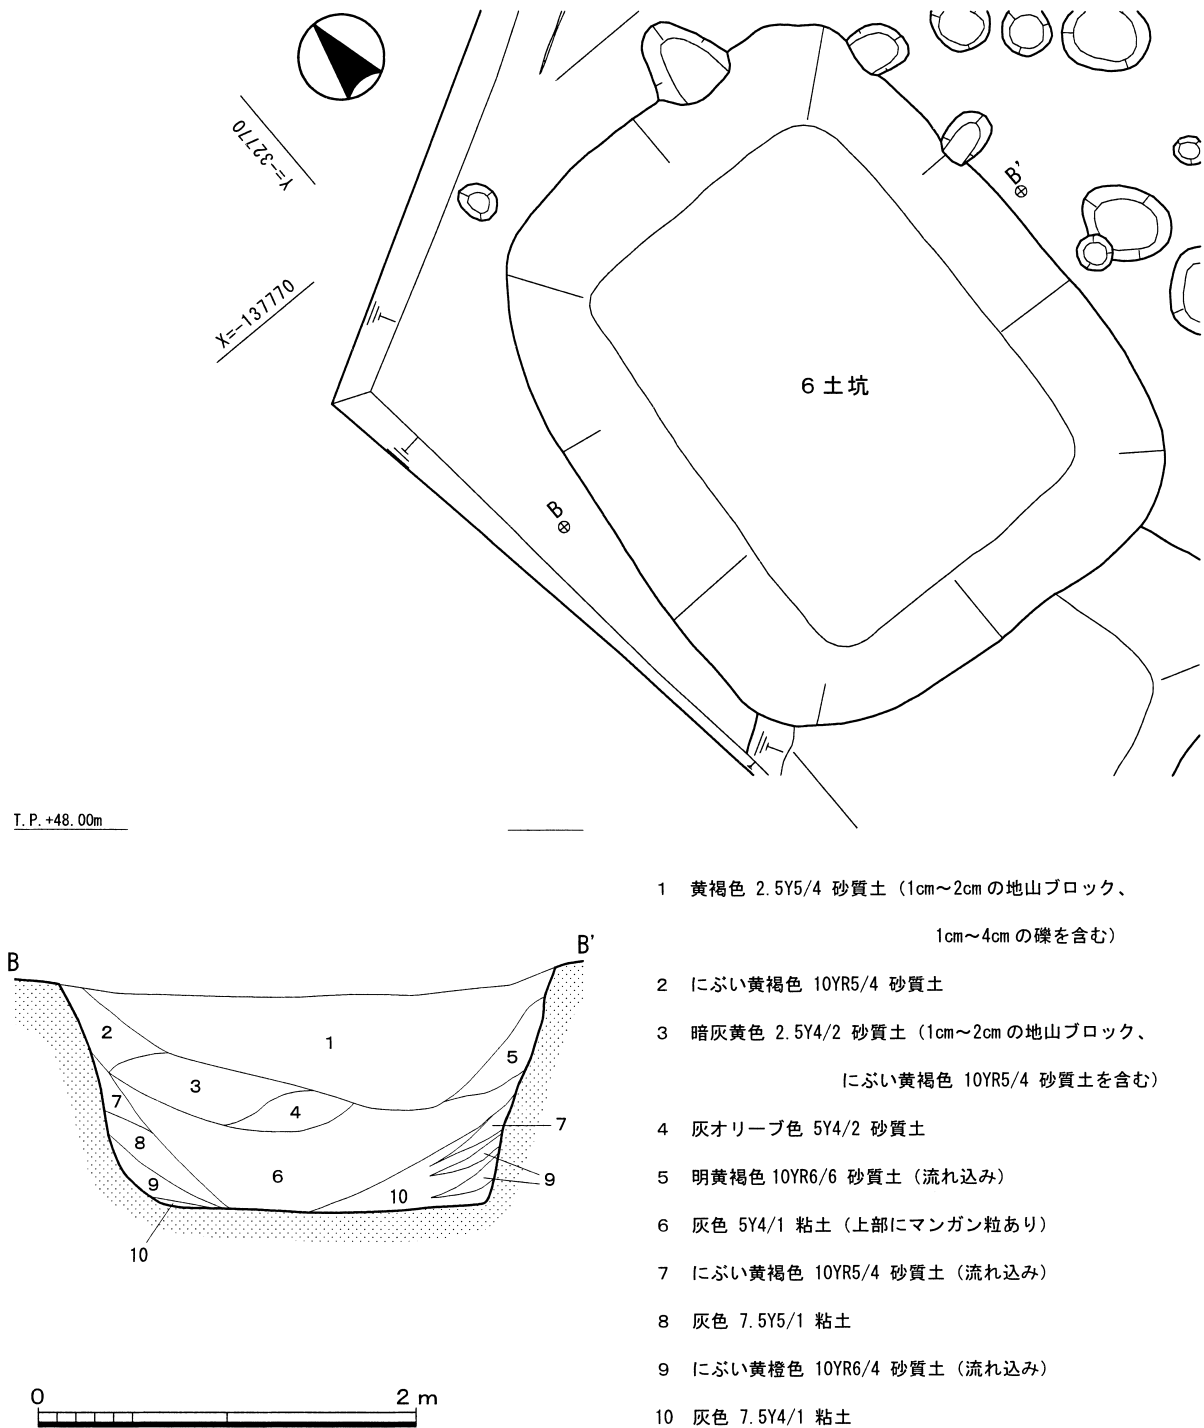 Y=-32770
X=-137770
B'
6土坑
B
T.P.+48.00m
B
B'
1
2
3
4
5
6
7
7
8
9
9
10
10
1 黄褐色 2.5Y5/4 砂質土（1cm～2cmの地山ブロック、
1cm～4cmの礫を含む）
2 にぶい黄褐色 10YR5/4 砂質土
3 暗灰黄色 2.5Y4/2 砂質土（1cm～2cmの地山ブロック、
にぶい黄褐色 10YR5/4 砂質土を含む）
4 灰オリーブ色 5Y4/2 砂質土
5 明黄褐色 10YR6/6 砂質土（流れ込み）
6 灰色 5Y4/1 粘土（上部にマンガン粒あり）
7 にぶい黄褐色 10YR5/4 砂質土（流れ込み）
8 灰色 7.5Y5/1 粘土
9 にぶい黄橙色 10YR6/4 砂質土（流れ込み）
10 灰色 7.5Y4/1 粘土
0 2 m